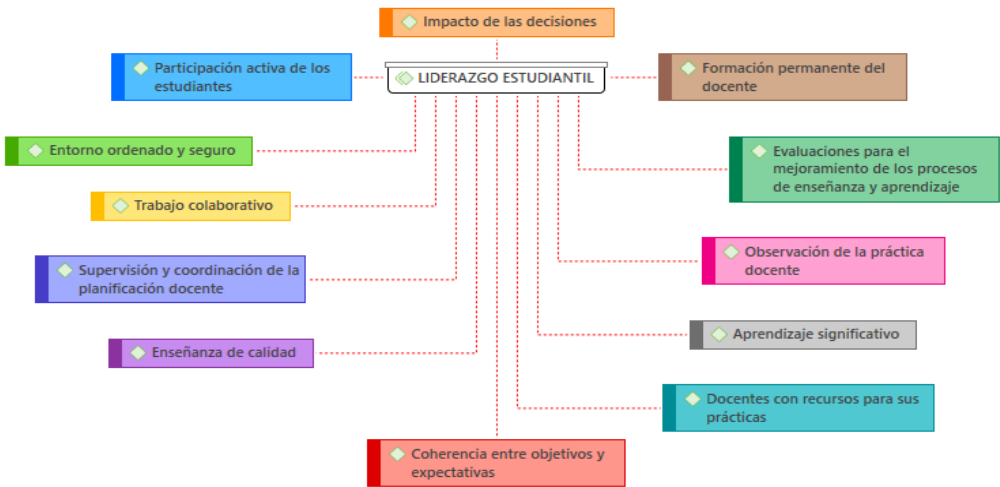 Impacto de las decisiones
Participación activa de los
estudiantes
LIDERAZGO ESTUDIANTIL
Formación permanente del
docente
Entorno ordenado y seguro
Evaluaciones para el
mejoramiento de los procesos
de enseñanza y aprendizaje
Trabajo colaborativo
Observación de la práctica
docente
Supervisión y coordinación de la
planificación docente
Aprendizaje significativo
Enseñanza de calidad
Docentes con recursos para sus
prácticas
Coherencia entre objetivos y
expectativas